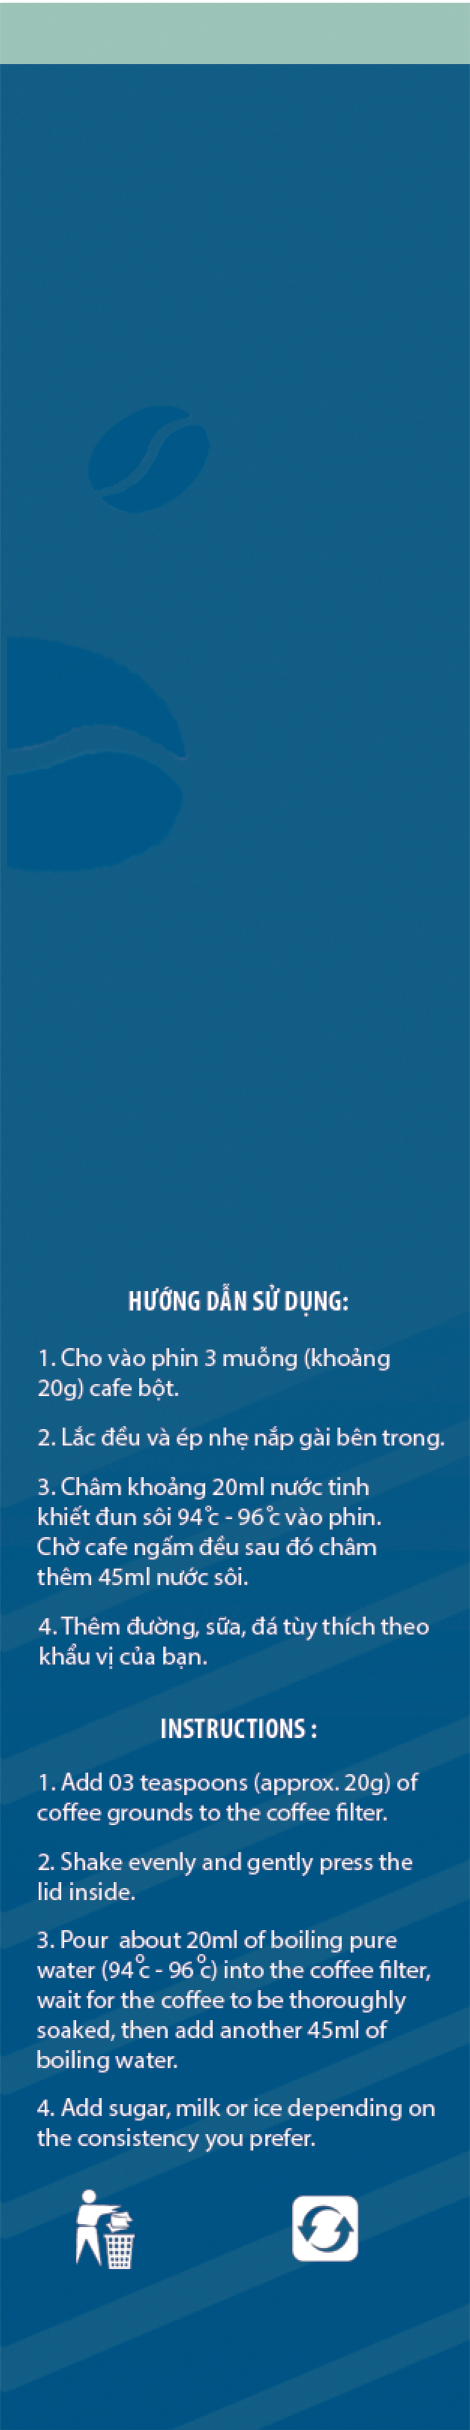 HƯỚNG DẪN SỬ DỤNG:
1. Cho vào phin 3 muỗng (khoảng
20g) cafe bột.
2. Lắc đều và ép nhẹ nắp gài bên trong.
3. Châm khoảng 20ml nước tinh
khiết đun sôi 94°c - 96°c vào phin.
Chờ cafe ngấm đều sau đó châm
thêm 45ml nước sôi.
4. Thêm đường, sữa, đá tùy thích theo
khẩu vị của bạn.
INSTRUCTIONS :
1. Add 03 teaspoons (approx. 20g) of
coffee grounds to the coffee filter.
2. Shake evenly and gently press the
lid inside.
3. Pour  about 20ml of boiling pure
water (94°c - 96°c) into the coffee filter,
wait for the coffee to be thoroughly
soaked, then add another 45ml of
boiling water.
4. Add sugar, milk or ice depending on
the consistency you prefer.